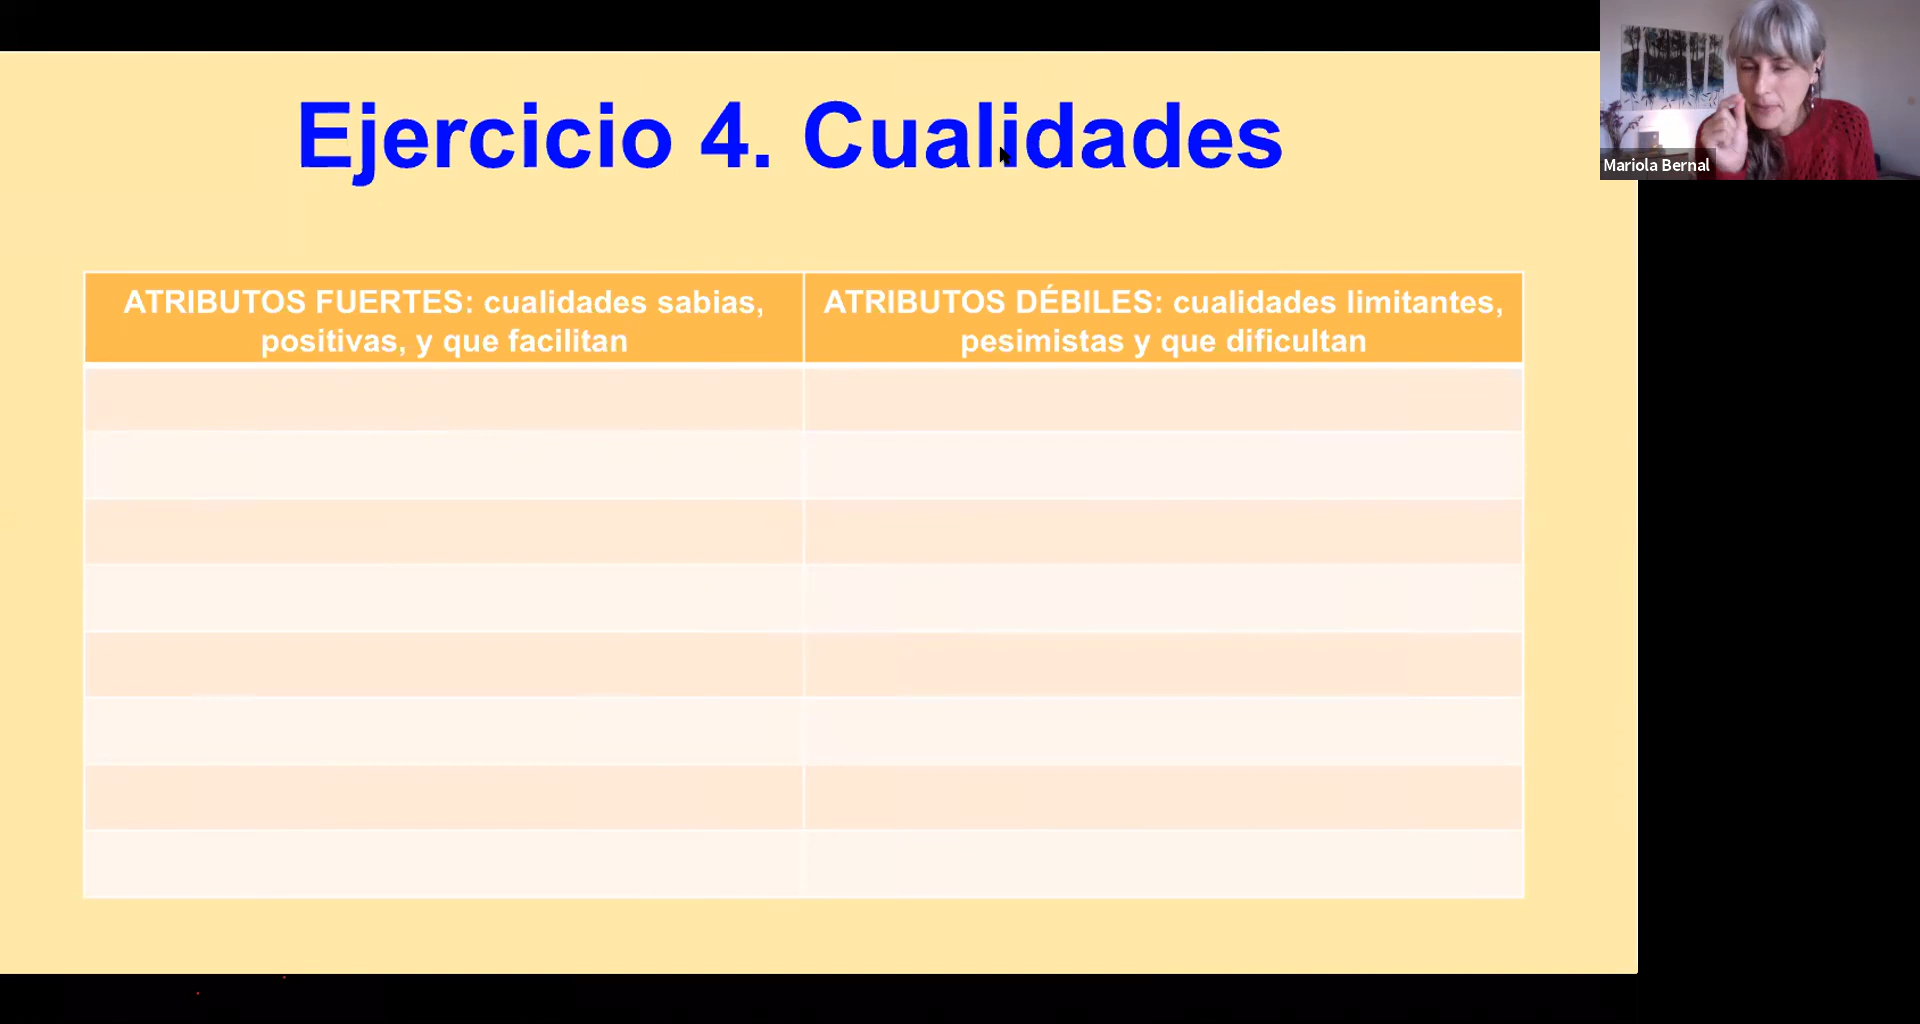 Ejercicio 4. Cualidades
Mariola Bernal
ATRIBUTOS FUERTES: cualidades sabias,
positivas, y que facilitan
ATRIBUTOS DÉBILES: cualidades limitantes,
pesimistas y que dificultan